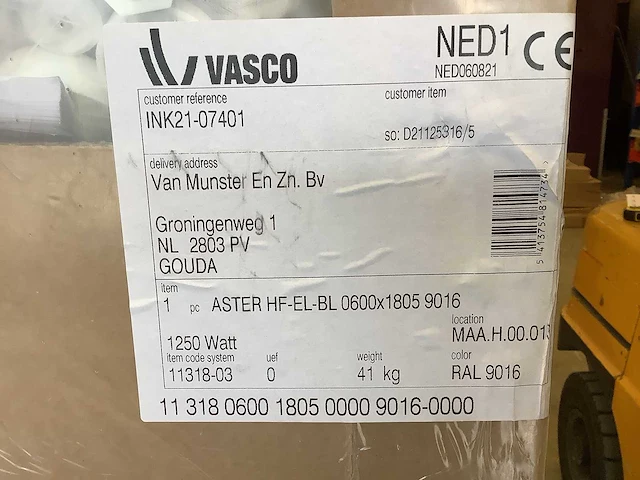 VASCO
NED1
NED060821
CE
customer reference
customer item
INK21-07401
so: D21125316/5
delivery address
Van Munster En Zn. Bv
Groningenweg 1
NL 2803 PV
GOUDA
item
1 pc ASTER HF-EL-BL 0600x1805 9016
location
MAA.H.00.013
1250 Watt
item code system
uef
weight
color
11318-03
0
41 kg
RAL 9016
11 318 0600 1805 0000 9016-0000